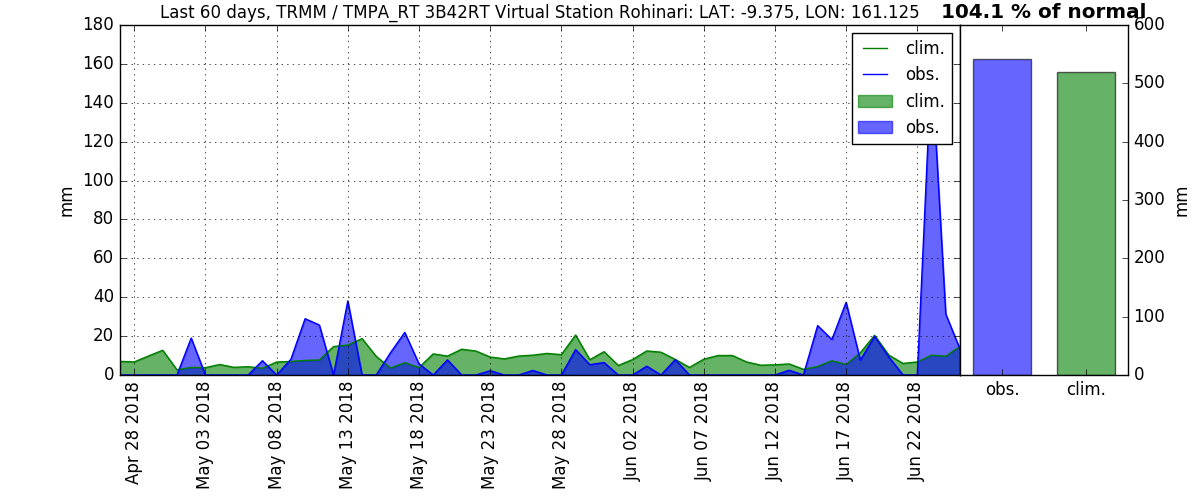 Last 60 days, TRMM / TMPA_RT 3B42RT Virtual Station Rohinari: LAT: -9.375, LON: 161.125
104.1 % of normal
180
160
140
120
100
80
60
40
20
0
mm
clim.
obs.
clim.
obs.
600
500
400
300
200
100
0
mm
Apr 28 2018
May 03 2018
May 08 2018
May 13 2018
May 18 2018
May 23 2018
May 28 2018
Jun 02 2018
Jun 07 2018
Jun 12 2018
Jun 17 2018
Jun 22 2018
obs.
clim.